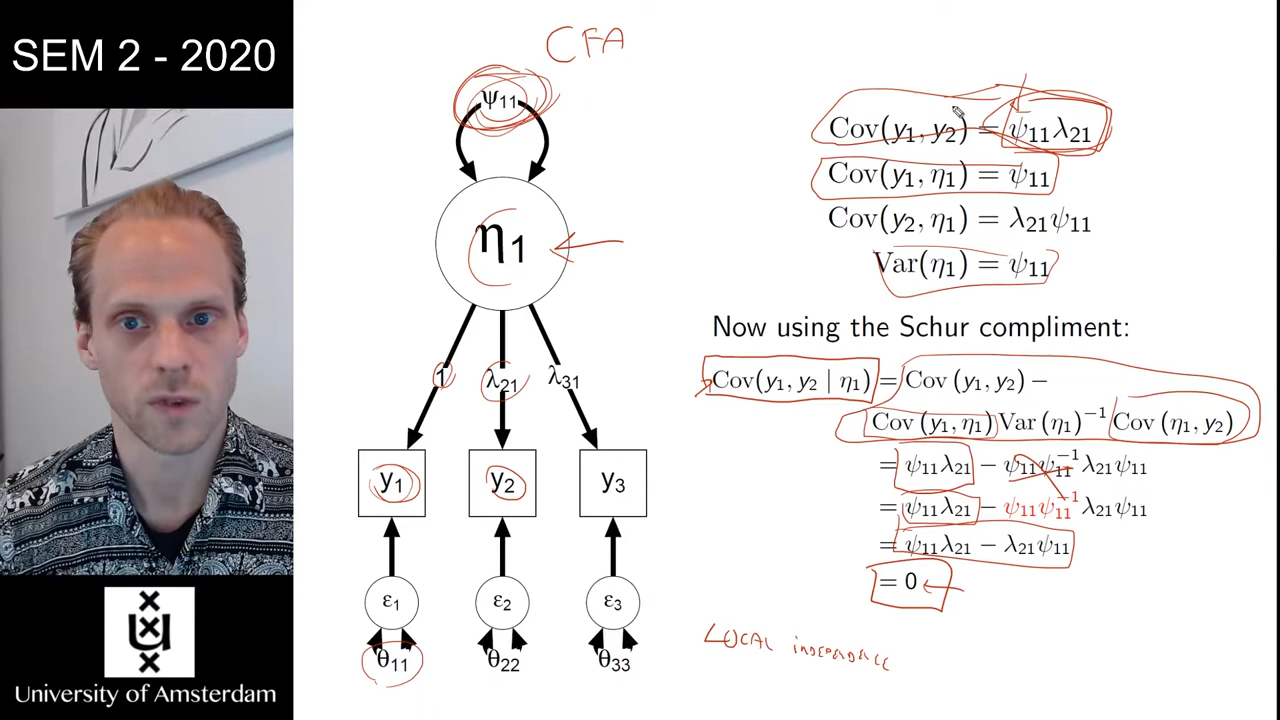 SEM 2 - 2020
CFA
ψ₁₁
η₁
1
λ₂₁
λ₃₁
y₁
y₂
y₃
ε₁
ε₂
ε₃
θ₁₁
θ₂₂
θ₃₃
Cov(y₁, y₂) = ψ₁₁λ₂₁
Cov(y₁, η₁) = ψ₁₁
Cov(y₂, η₁) = λ₂₁ψ₁₁
Var(η₁) = ψ₁₁
Now using the Schur compliment:
Cov(y₁, y₂ | η₁) = Cov (y₁, y₂) −
Cov (y₁, η₁) Var (η₁)⁻¹ Cov (η₁, y₂)
= ψ₁₁λ₂₁ − ψ₁₁ψ₁₁⁻¹λ₂₁ψ₁₁
= ψ₁₁λ₂₁ − ψ₁₁ψ₁₁⁻¹λ₂₁ψ₁₁
= ψ₁₁λ₂₁ − λ₂₁ψ₁₁
= 0
LOCAL INDEPENDENCE
X
X
X
U
University of Amsterdam